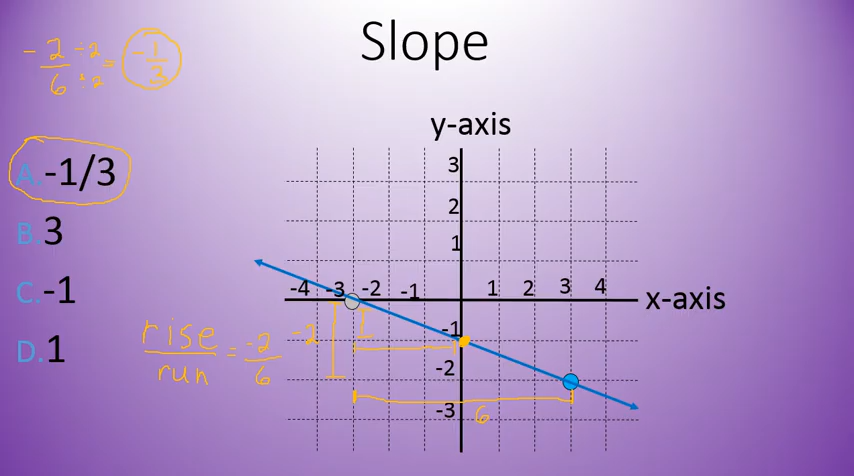 Slope
-2/6 ÷2/÷2 = -1/3
y-axis
A. -1/3
B. 3
C. -1
D. 1
3
2
1
-4 -3 -2 -1 1 2 3 4 x-axis
-1
-2
-3
rise/run = -2/6
-2
1
6